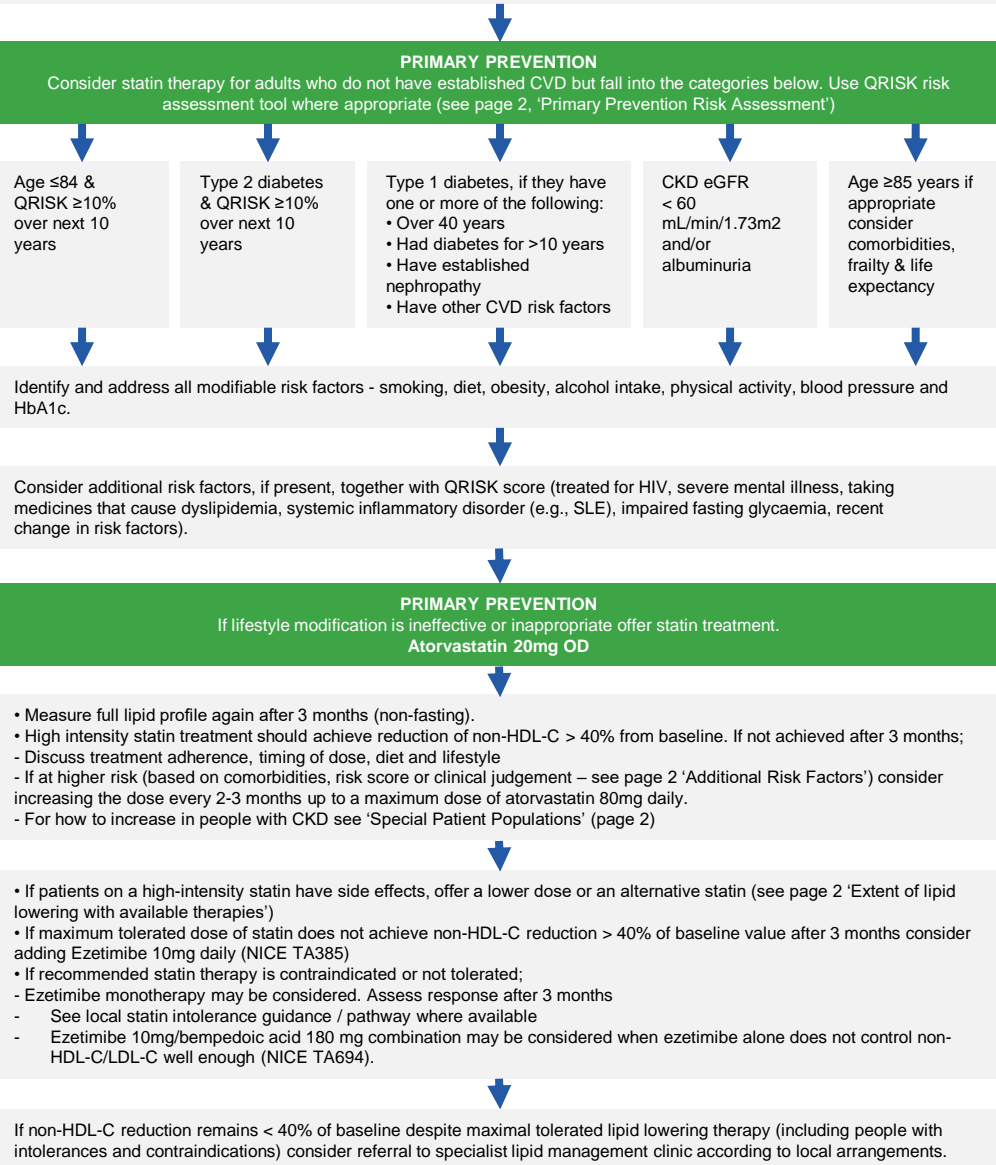 PRIMARY PREVENTION
Consider statin therapy for adults who do not have established CVD but fall into the categories below. Use QRISK risk
assessment tool where appropriate (see page 2, ‘Primary Prevention Risk Assessment’)
Age ≤84 &
QRISK ≥10%
over next 10
years
Type 2 diabetes
& QRISK ≥10%
over next 10
years
Type 1 diabetes, if they have
one or more of the following:
• Over 40 years
• Had diabetes for >10 years
• Have established
nephropathy
• Have other CVD risk factors
CKD eGFR
< 60
mL/min/1.73m2
and/or
albuminuria
Age ≥85 years if
appropriate
consider
comorbidities,
frailty & life
expectancy
Identify and address all modifiable risk factors - smoking, diet, obesity, alcohol intake, physical activity, blood pressure and
HbA1c.
Consider additional risk factors, if present, together with QRISK score (treated for HIV, severe mental illness, taking
medicines that cause dyslipidemia, systemic inflammatory disorder (e.g., SLE), impaired fasting glycaemia, recent
change in risk factors).
PRIMARY PREVENTION
If lifestyle modification is ineffective or inappropriate offer statin treatment.
Atorvastatin 20mg OD
• Measure full lipid profile again after 3 months (non-fasting).
• High intensity statin treatment should achieve reduction of non-HDL-C > 40% from baseline. If not achieved after 3 months;
- Discuss treatment adherence, timing of dose, diet and lifestyle
- If at higher risk (based on comorbidities, risk score or clinical judgement – see page 2 ‘Additional Risk Factors’) consider
increasing the dose every 2-3 months up to a maximum dose of atorvastatin 80mg daily.
- For how to increase in people with CKD see ‘Special Patient Populations’ (page 2)
• If patients on a high-intensity statin have side effects, offer a lower dose or an alternative statin (see page 2 ‘Extent of lipid
lowering with available therapies’)
• If maximum tolerated dose of statin does not achieve non-HDL-C reduction > 40% of baseline value after 3 months consider
adding Ezetimibe 10mg daily (NICE TA385)
• If recommended statin therapy is contraindicated or not tolerated;
- Ezetimibe monotherapy may be considered. Assess response after 3 months
- See local statin intolerance guidance / pathway where available
- Ezetimibe 10mg/bempedoic acid 180 mg combination may be considered when ezetimibe alone does not control non-
HDL-C/LDL-C well enough (NICE TA694).
If non-HDL-C reduction remains < 40% of baseline despite maximal tolerated lipid lowering therapy (including people with
intolerances and contraindications) consider referral to specialist lipid management clinic according to local arrangements.